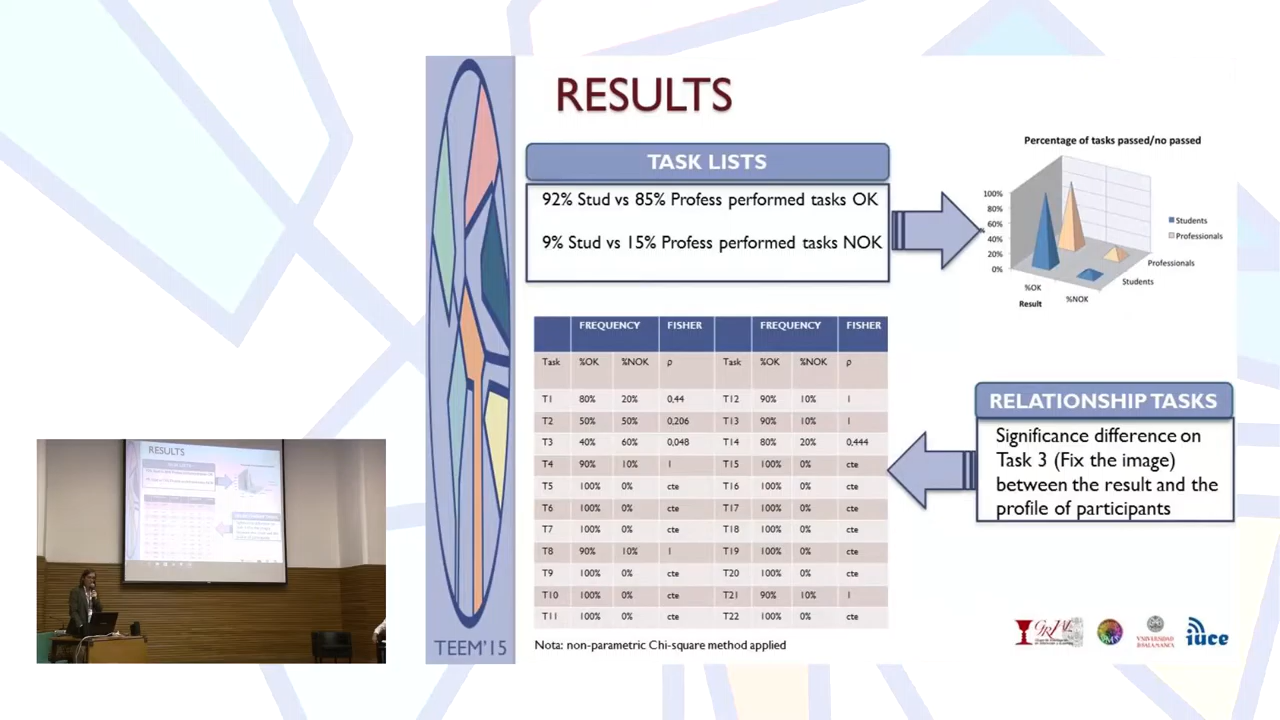 RESULTS
TASK LISTS
92% Stud vs 85% Profess performed tasks OK
9% Stud vs 15% Profess performed tasks NOK
Percentage of tasks passed/no passed
100%
80%
60%
40%
20%
0%
%
%OK
%NOK
Result
Students
Professionals
Students
Professionals
FREQUENCY FISHER FREQUENCY FISHER
Task %OK %NOK ρ Task %OK %NOK ρ
T1 80% 20% 0,44 T12 90% 10% 1
T2 50% 50% 0,206 T13 90% 10% 1
T3 40% 60% 0,048 T14 80% 20% 0,444
T4 90% 10% 1 T15 100% 0% cte
T5 100% 0% cte T16 100% 0% cte
T6 100% 0% cte T17 100% 0% cte
T7 100% 0% cte T18 100% 0% cte
T8 90% 10% 1 T19 100% 0% cte
T9 100% 0% cte T20 100% 0% cte
T10 100% 0% cte T21 90% 10% 1
T11 100% 0% cte T22 100% 0% cte
Nota: non-parametric Chi-square method applied
RELATIONSHIP TASKS
Significance difference on
Task 3 (Fix the image)
between the result and the
profile of participants
TEEM'15
GRIAL
VNIVERSIDAD
D SALAMANCA
iuce
RESULTS